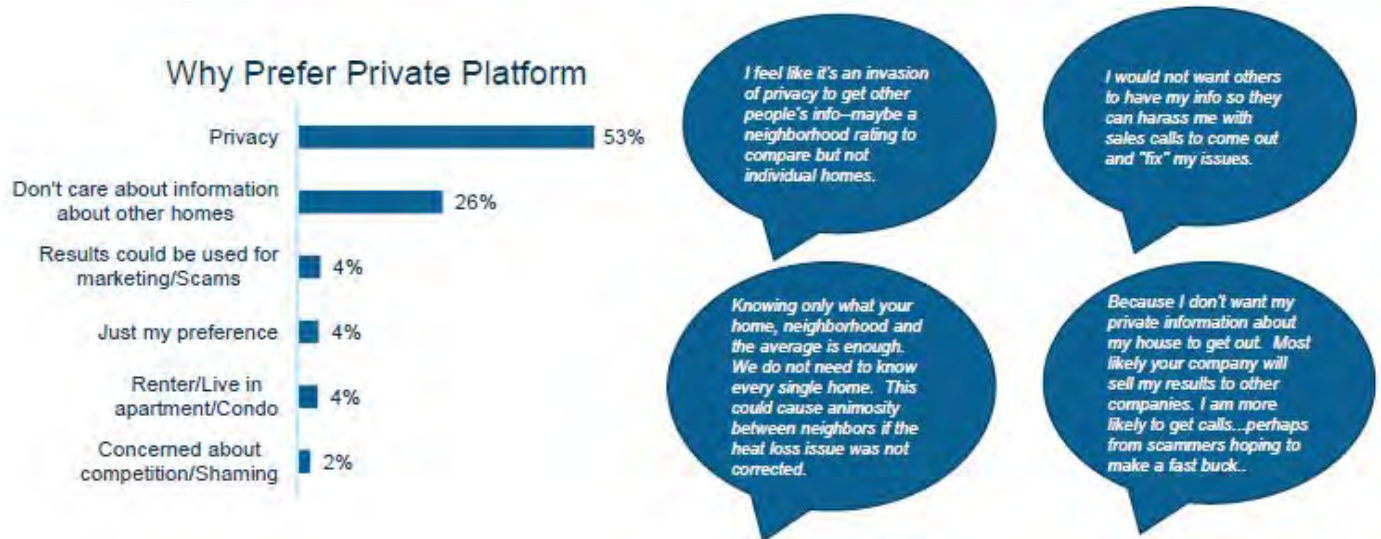 Why Prefer Private Platform
Privacy
53%
Don't care about information
about other homes
26%
Results could be used for
marketing/Scams
4%
Just my preference
4%
Renter/Live in
apartment/Condo
4%
Concerned about
competition/Shaming
2%
I feel like it's an invasion
of privacy to get other
people's info--maybe a
neighborhood rating to
compare but not
individual homes.
I would not want others
to have my info so they
can harass me with
sales calls to come out
and "fix" my issues.
Knowing only what your
home, neighborhood and
the average is enough.
We do not need to know
every single home.  This
could cause animosity
between neighbors if the
heat loss issue was not
corrected.
Because I don't want my
private information about
my house to get out.  Most
likely your company will
sell my results to other
companies. I am more
likely to get calls...perhaps
from scammers hoping to
make a fast buck..